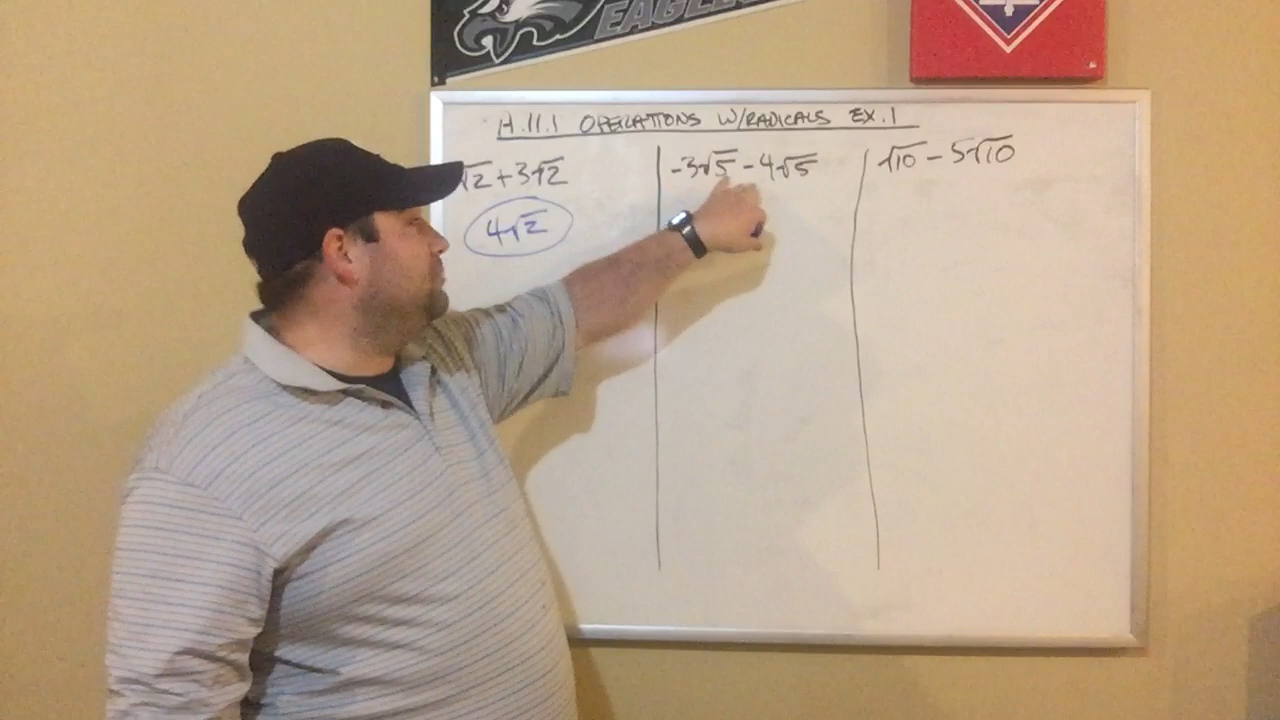 EAGLES
H.11.1 OPERATIONS W/RADICALS EX.1
√2+3√2
4√2
-3√5-4√5
√10-5√10